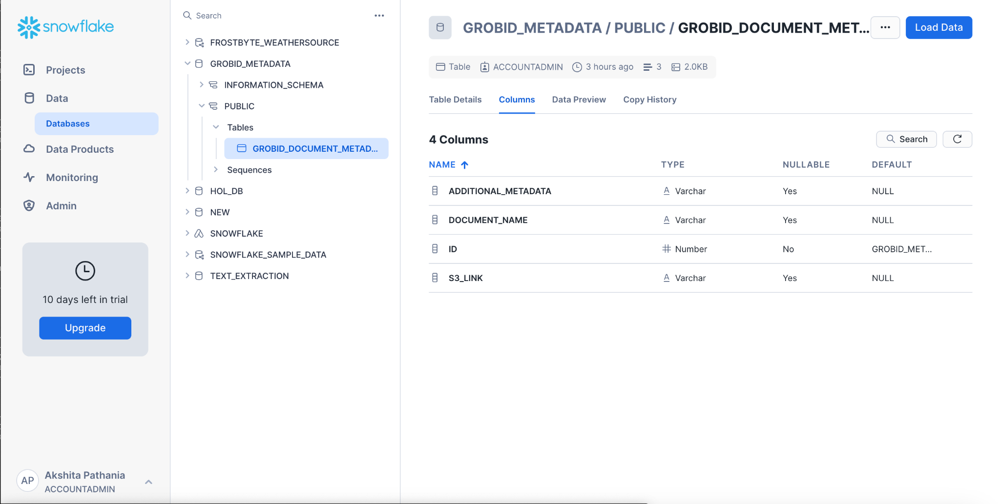 snowflake
Projects
Data
Databases
Data Products
Monitoring
Admin
10 days left in trial
Upgrade
AP
Akshita Pathania
ACCOUNTADMIN
Search
FROSTBYTE_WEATHERSOURCE
GROBID_METADATA
INFORMATION_SCHEMA
PUBLIC
Tables
GROBID_DOCUMENT_METAD...
Sequences
HOL_DB
NEW
SNOWFLAKE
SNOWFLAKE_SAMPLE_DATA
TEXT_EXTRACTION
GROBID_METADATA / PUBLIC / GROBID_DOCUMENT_MET... Load Data
Table ACCOUNTADMIN 3 hours ago 3 2.0KB
Table Details Columns Data Preview Copy History
4 Columns Search
NAME TYPE NULLABLE DEFAULT
ADDITIONAL_METADATA Varchar Yes NULL
DOCUMENT_NAME Varchar Yes NULL
ID Number No GROBID_MET...
S3_LINK Varchar Yes NULL